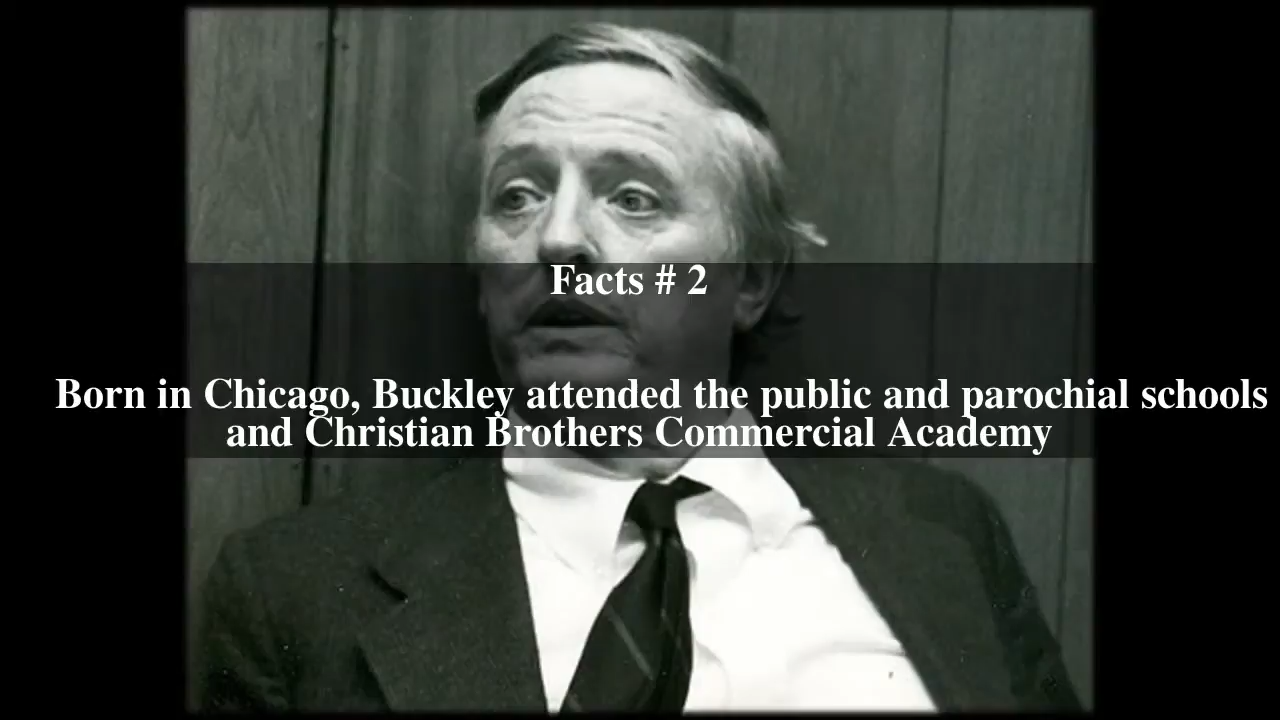 Facts # 2
Born in Chicago, Buckley attended the public and parochial schools
and Christian Brothers Commercial Academy